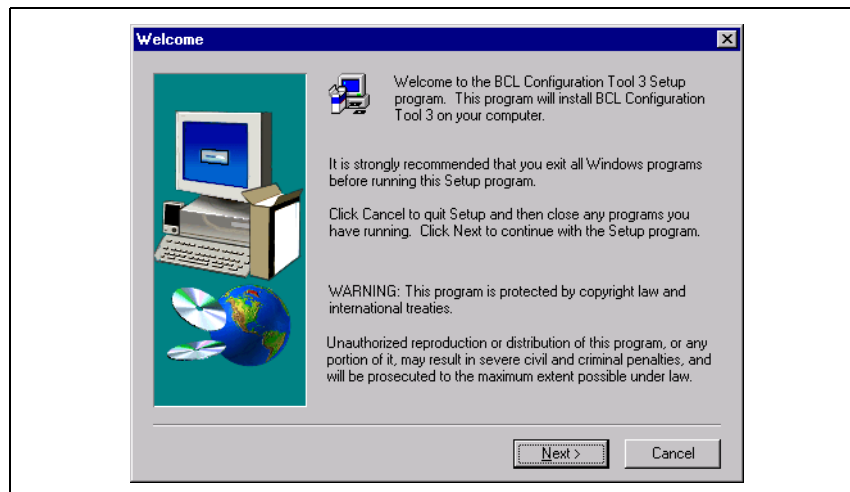 Welcome
Welcome to the BCL Configuration Tool 3 Setup
program. This program will install BCL Configuration
Tool 3 on your computer.
It is strongly recommended that you exit all Windows programs
before running this Setup program.
Click Cancel to quit Setup and then close any programs you
have running. Click Next to continue with the Setup program.
WARNING: This program is protected by copyright law and
international treaties.
Unauthorized reproduction or distribution of this program, or any
portion of it, may result in severe civil and criminal penalties, and
will be prosecuted to the maximum extent possible under law.
Next >
Cancel